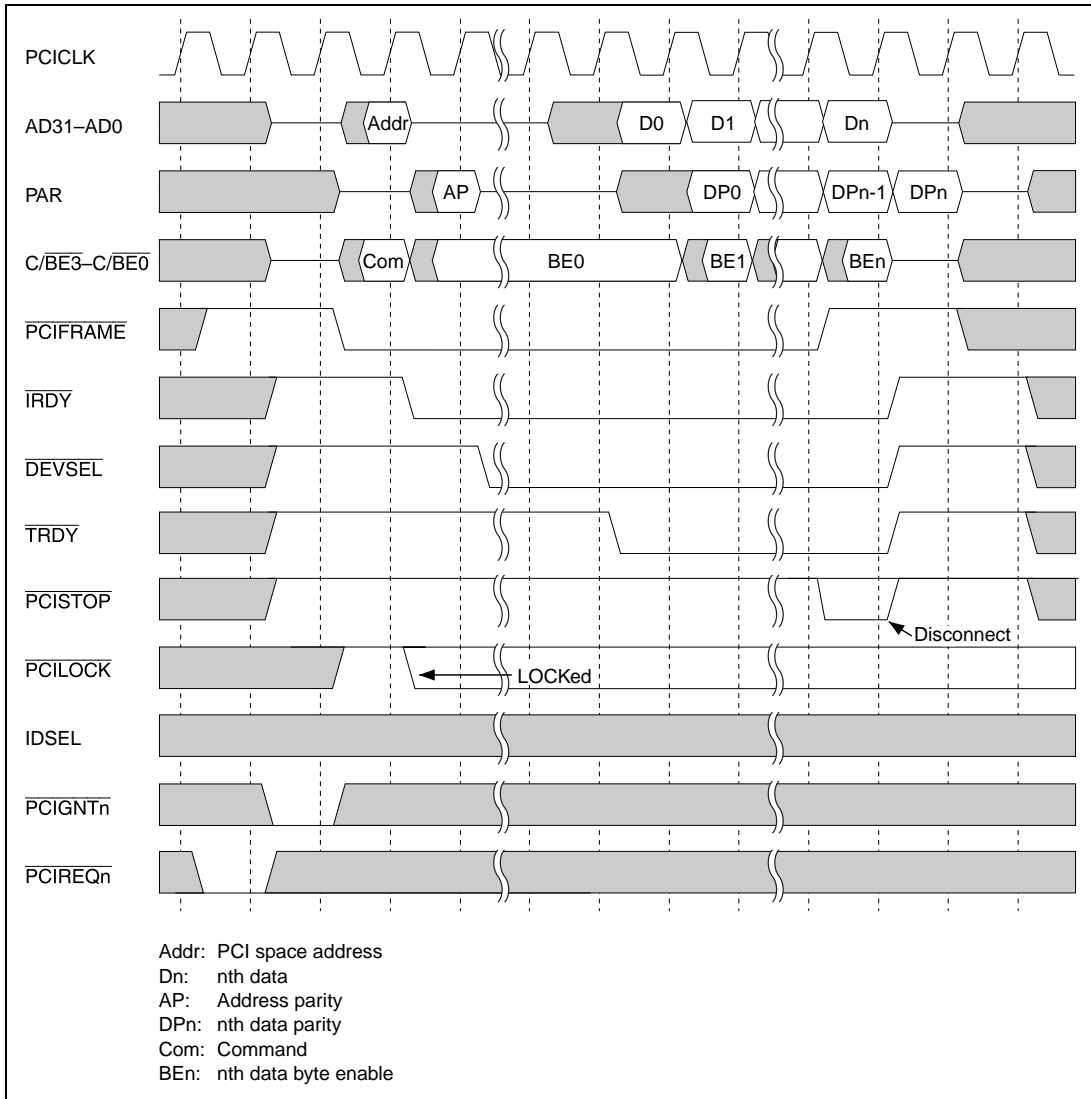 PCICLK
AD31–AD0 Addr D0 D1 Dn
PAR AP DP0 DPn-1 DPn
C/BE3–C/BE0 Com BE0 BE1 BEn
PCIFRAME
IRDY
DEVSEL
TRDY
PCISTOP
Disconnect
PCILOCK
LOCKed
IDSEL
PCIGNTn
PCIREQn
Addr: PCI space address
Dn: nth data
AP: Address parity
DPn: nth data parity
Com: Command
BEn: nth data byte enable